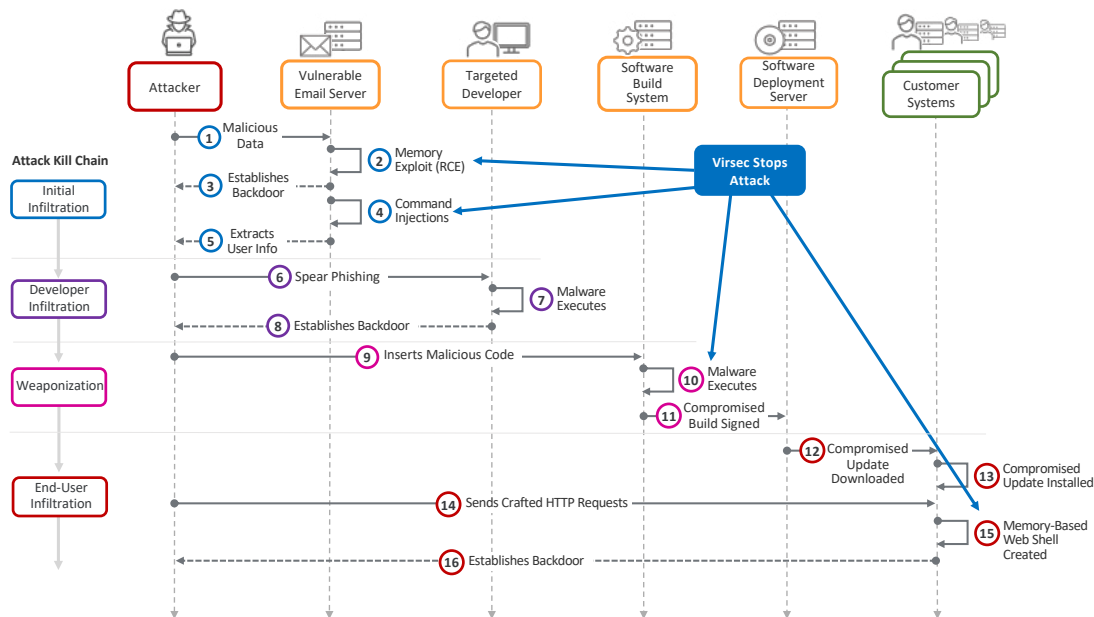 Attacker
Vulnerable
Email Server
Targeted
Developer
Software
Build
System
Software
Deployment
Server
Customer
Systems
Attack Kill Chain
Initial
Infiltration
Developer
Infiltration
Weaponization
End-User
Infiltration
Virsec Stops
Attack
1 Malicious
Data
2 Memory
Exploit (RCE)
3 Establishes
Backdoor
4 Command
Injections
5 Extracts
User Info
6 Spear Phishing
7 Malware
Executes
8 Establishes Backdoor
9 Inserts Malicious Code
10 Malware
Executes
11 Compromised
Build Signed
12 Compromised
Update
Downloaded
13 Compromised
Update Installed
14 Sends Crafted HTTP Requests
15 Memory-Based
Web Shell
Created
16 Establishes Backdoor